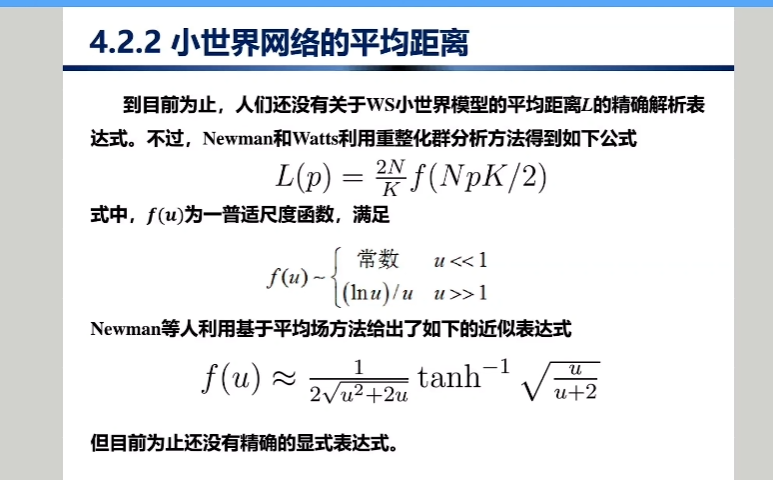 4.2.2 小世界网络的平均距离
到目前为止，人们还没有关于WS小世界模型的平均距离L的精确解析表
达式。不过，Newman和Watts利用重整化群分析方法得到如下公式
L(p) = 2N/K f(NpK/2)
式中，f(u)为一普适尺度函数，满足
f(u) ~ { 常数 u << 1
(ln u)/u u >> 1
Newman等人利用基于平均场方法给出了如下的近似表达式
f(u) ≈ 1/(2√(u²+2u)) tanh⁻¹ √(u/(u+2))
但目前为止还没有精确的显式表达式。